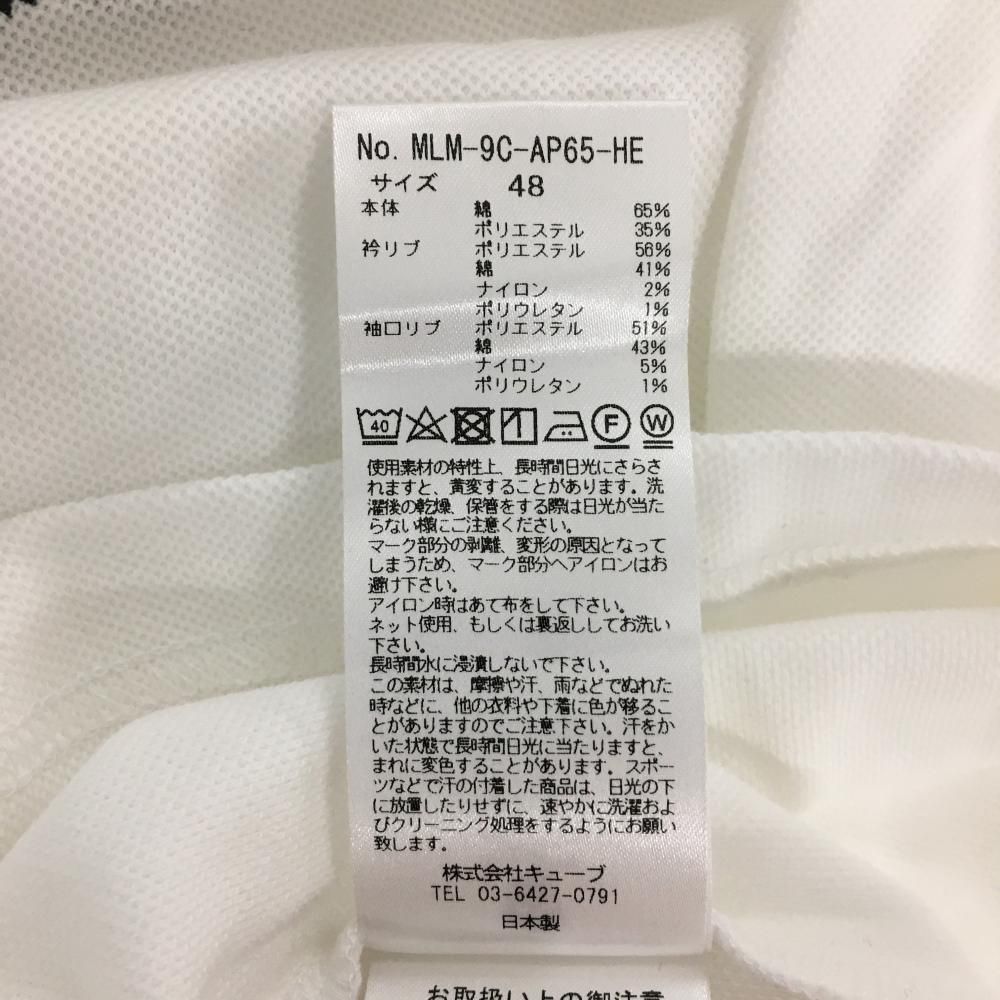 No. MLM-9C-AP65-HE
サイズ 48
本体 綿 65%
ポリエステル 35%
衿リブ ポリエステル 56%
綿 41%
ナイロン 2%
ポリウレタン 1%
袖口リブ ポリエステル 51%
綿 43%
ナイロン 5%
ポリウレタン 1%
40 F W
使用素材の特性上、長時間日光にさらさ
れますと、黄変することがあります。洗
濯後の乾燥、保管をする際は日光が当た
らない様にご注意ください。
マーク部分の剥離、変形の原因となって
しまうため、マーク部分へアイロンはお
避け下さい。
アイロン時はあて布をして下さい。
ネット使用、もしくは裏返ししてお洗い
下さい。
長時間水に浸漬しないで下さい。
この素材は、摩擦や汗、雨などでぬれた
時などに、他の衣料や下着に色が移るこ
とがありますのでご注意下さい。汗をか
いた状態で長時間日光に当たりますと、
まれに変色することがあります。スポー
ツなどで汗の付着した商品は、日光の下
に放置したりせずに、速やかに洗濯およ
びクリーニング処理をするようにお願い
致します。
株式会社キューブ
TEL 03-6427-0791
日本製
お取扱い上の御注意